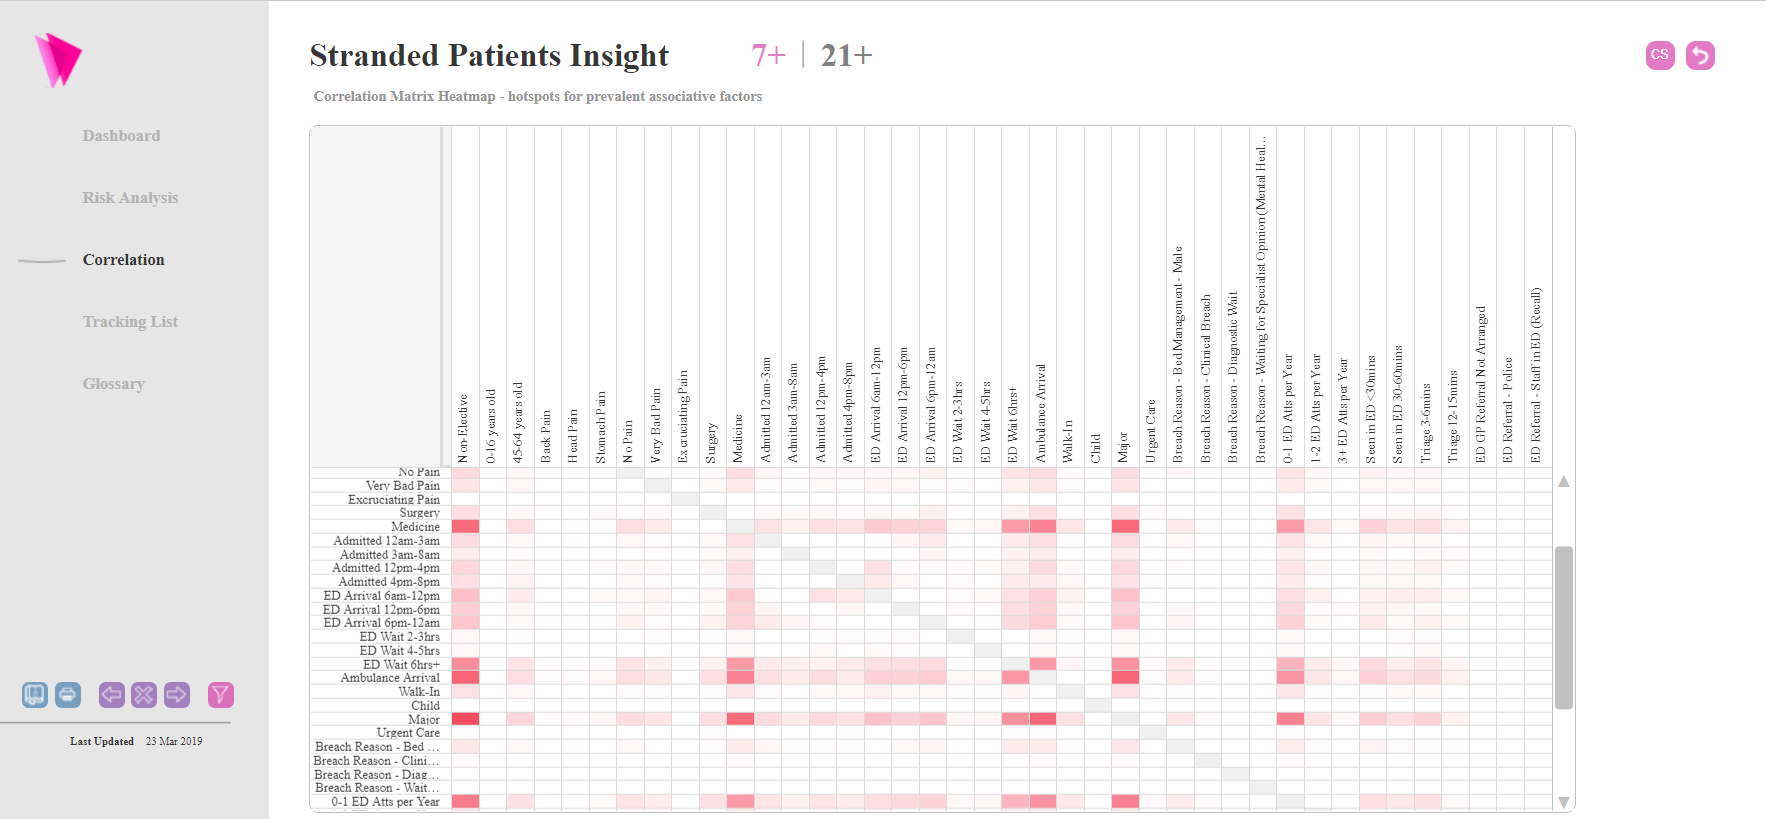 Stranded Patients Insight 7+ | 21+
CS
Correlation Matrix Heatmap - hotspots for prevalent associative factors
Dashboard
Risk Analysis
Correlation
Tracking List
Glossary
Last Updated 23 Mar 2019
Non-Elective
0-16 years old
45-64 years old
Back Pain
Head Pain
Stomach Pain
No Pain
Very Bad Pain
Excruciating Pain
Surgery
Medicine
Admitted 12am-3am
Admitted 3am-8am
Admitted 12pm-4pm
Admitted 4pm-8pm
ED Arrival 6am-12pm
ED Arrival 12pm-6pm
ED Arrival 6pm-12am
ED Wait 2-3hrs
ED Wait 4-5hrs
ED Wait 6hrs+
Ambulance Arrival
Walk-In
Child
Major
Urgent Care
Breach Reason - Bed Management - Male
Breach Reason - Clinical Breach
Breach Reason - Diagnostic Wait
Breach Reason - Waiting for Specialist Opinion (Mental Heal...
0-1 ED Atts per Year
1-2 ED Atts per Year
3+ ED Atts per Year
Seen in ED <30mins
Seen in ED 30-60mins
Triage 3-6mins
Triage 12-15mins
ED GP Referral Not Arranged
ED Referral - Police
ED Referral - Staff in ED (Recall)
No Pain
Very Bad Pain
Excruciating Pain
Surgery
Medicine
Admitted 12am-3am
Admitted 3am-8am
Admitted 12pm-4pm
Admitted 4pm-8pm
ED Arrival 6am-12pm
ED Arrival 12pm-6pm
ED Arrival 6pm-12am
ED Wait 2-3hrs
ED Wait 4-5hrs
ED Wait 6hrs+
Ambulance Arrival
Walk-In
Child
Major
Urgent Care
Breach Reason - Bed ...
Breach Reason - Clini...
Breach Reason - Diag...
Breach Reason - Wait...
0-1 ED Atts per Year